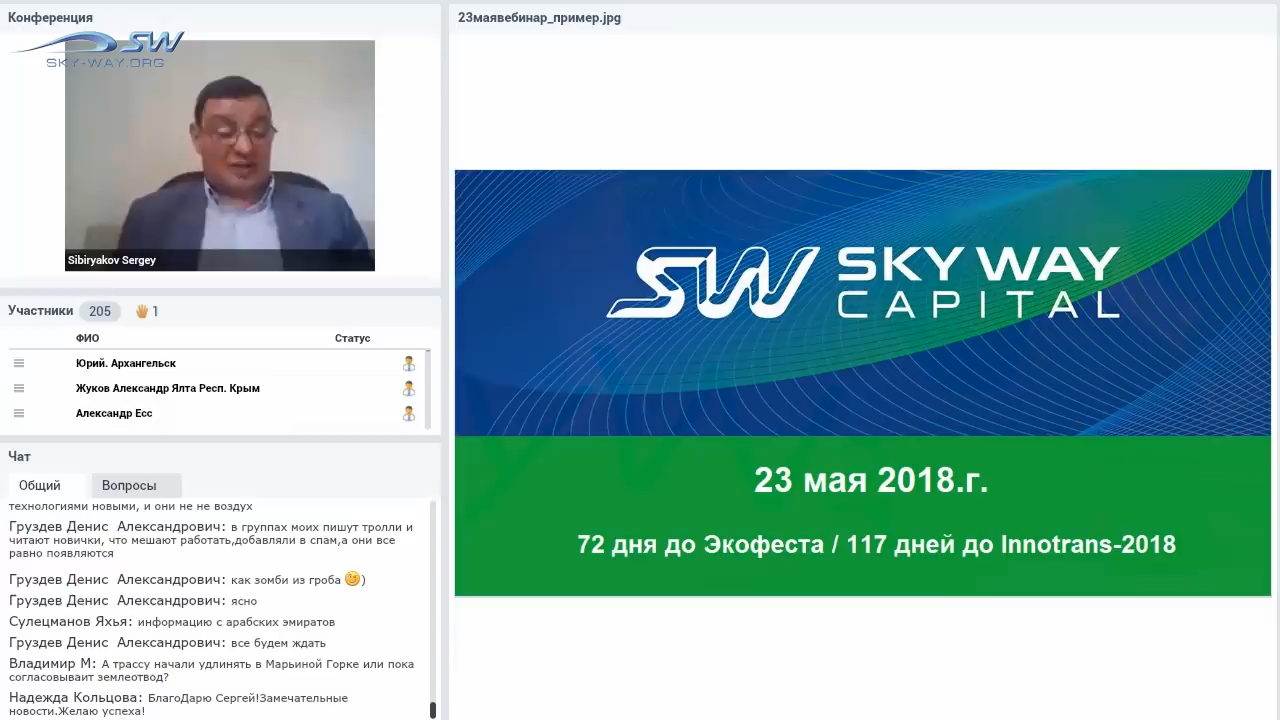 Конференция
SW
SKY-WAY.ORG
Sibiryakov Sergey
Участники 205 1
ФИО Статус
Юрий. Архангельск
Жуков Александр Ялта Респ. Крым
Александр Есс
Чат
Общий Вопросы
технологиями новыми, и они не не воздух
Груздев Денис Александрович: в группах моих пишут тролли и
читают новички, что мешают работать,добавляли в спам,а они все
равно появляются
Груздев Денис Александрович: как зомби из гроба )
Груздев Денис Александрович: ясно
Сулецманов Яхья: информацию с арабских эмиратов
Груздев Денис Александрович: все будем ждать
Владимир М: А трассу начали удлинять в Марьиной Горке или пока
согласовываит землеотвод?
Надежда Кольцова: БлагоДарю Сергей!Замечательные
новости.Желаю успеха!
23маявебинар_пример.jpg
SW SKY WAY
CAPITAL
23 мая 2018.г.
72 дня до Экофеста / 117 дней до Innotrans-2018